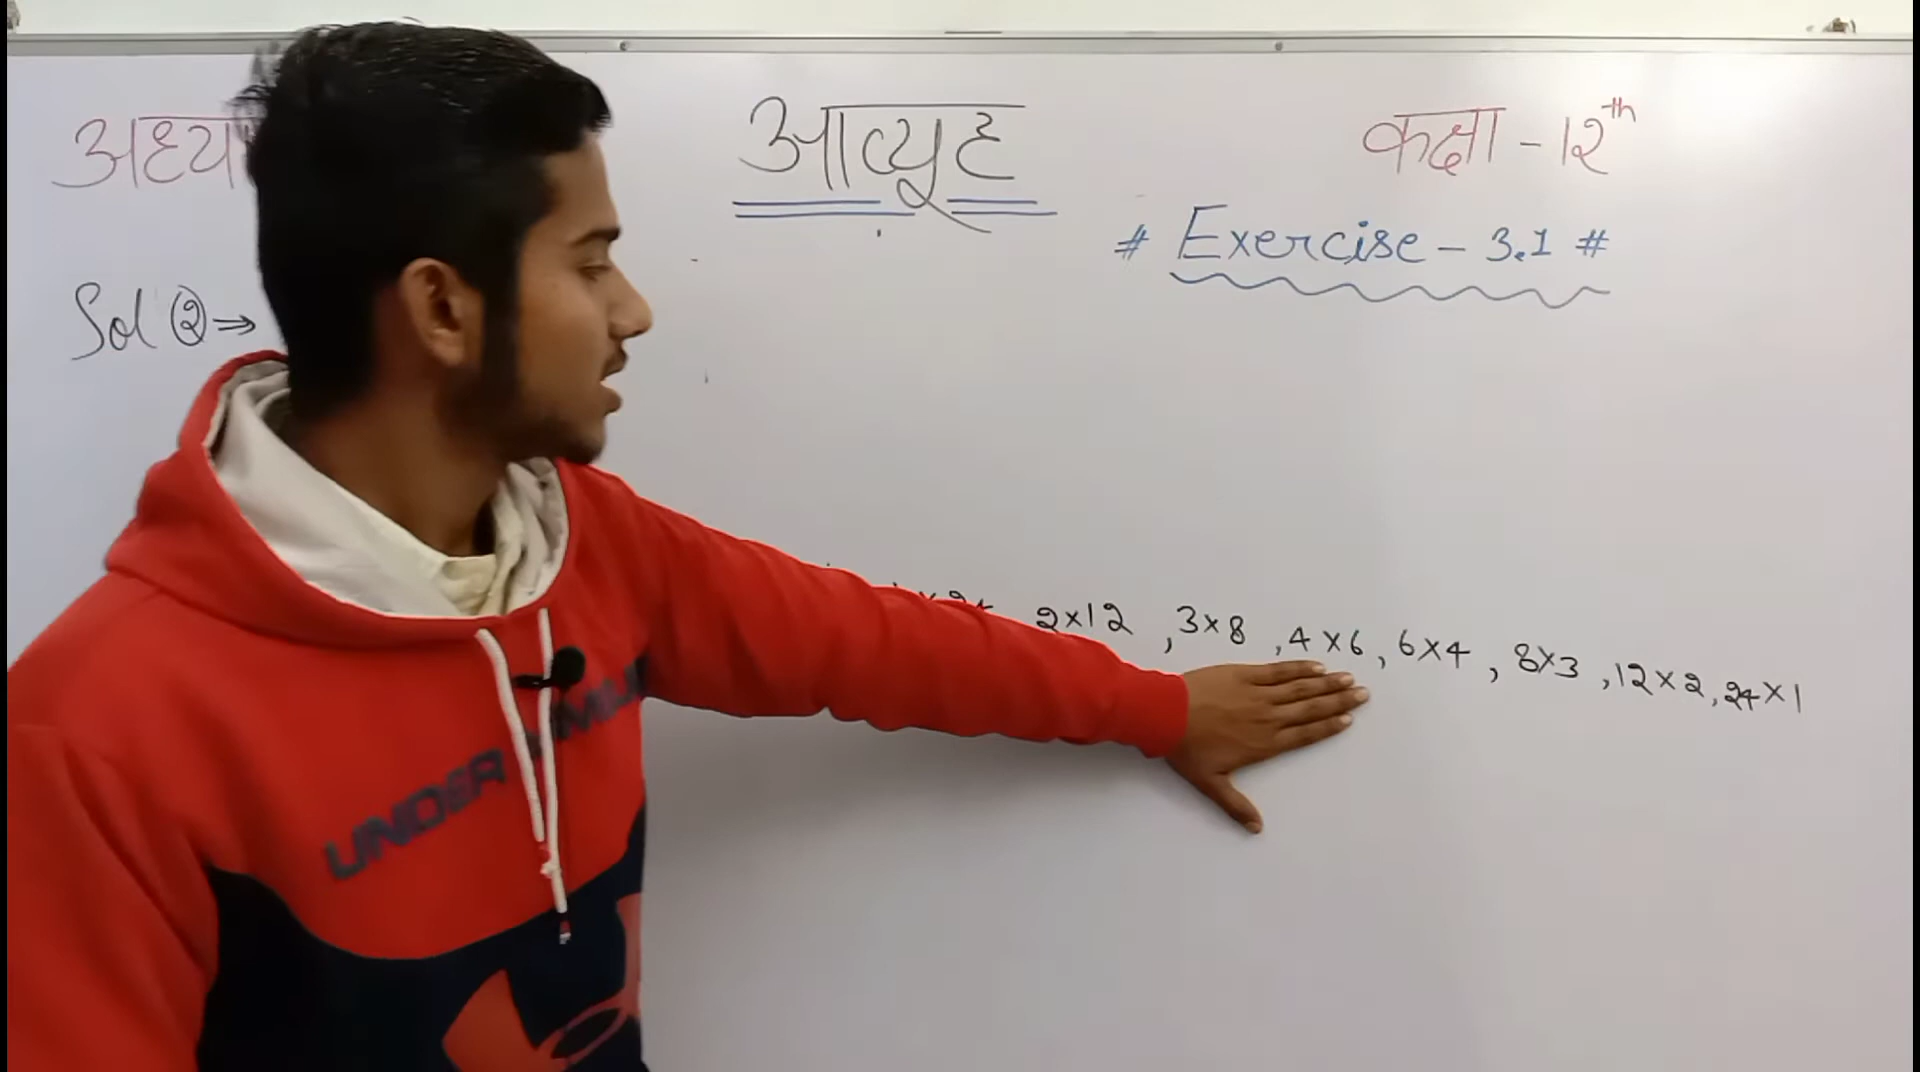 आव्यूह
कक्षा - 12th
# Exercise - 3.1 #
Sol ② ⇒
2×12 , 3×8 , 4×6 , 6×4 , 8×3 , 12×2 , 24×1
UNDER